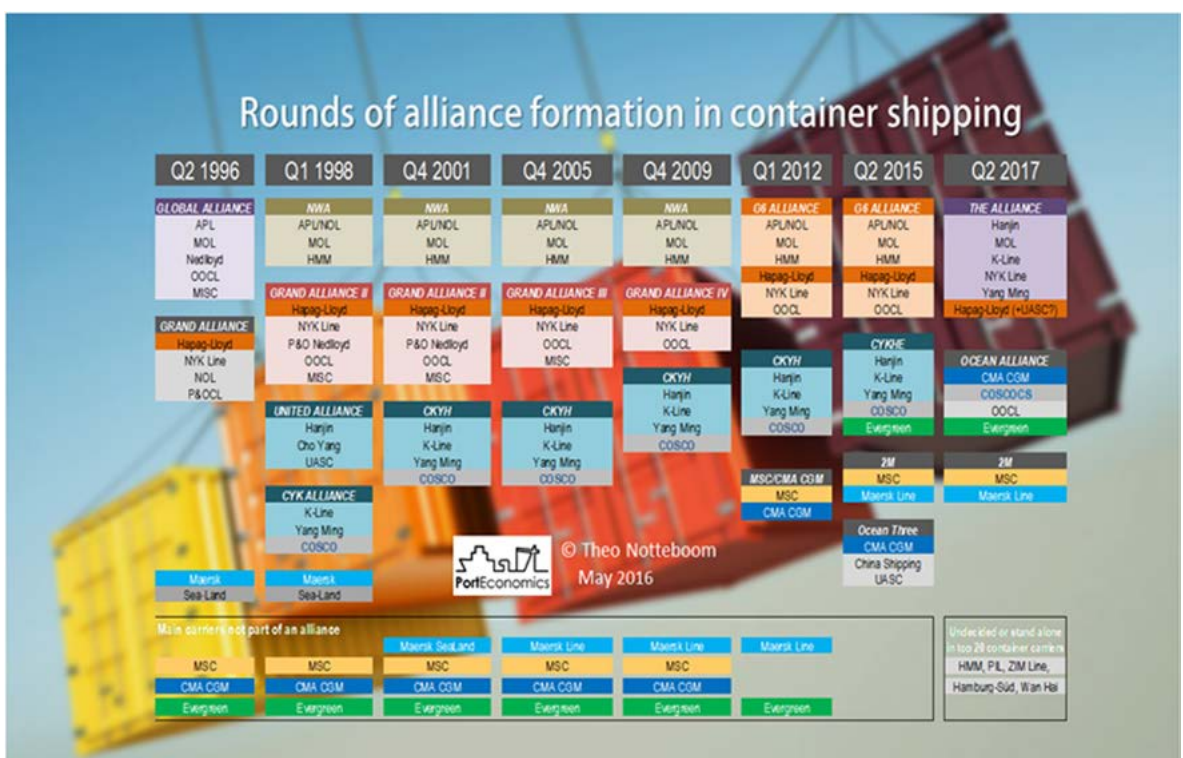 Rounds of alliance formation in container shipping
Q2 1996
GLOBAL ALLIANCE
APL
MOL
Nedlloyd
OOCL
MISC
GRAND ALLIANCE
Hapag-Lloyd
NYK Line
NOL
P&OCL
Maersk
Sea-Land
Q1 1998
NWA
APL/NOL
MOL
HMM
GRAND ALLIANCE II
Hapag-Lloyd
NYK Line
P&O Nedlloyd
OOCL
MISC
UNITED ALLIANCE
Hanjin
Cho Yang
UASC
CYK ALLIANCE
K-Line
Yang Ming
COSCO
Maersk
Sea-Land
Q4 2001
NWA
APL/NOL
MOL
HMM
GRAND ALLIANCE II
Hapag-Lloyd
NYK Line
P&O Nedlloyd
OOCL
MISC
CKYH
Hanjin
K-Line
Yang Ming
COSCO
Q4 2005
NWA
APL/NOL
MOL
HMM
GRAND ALLIANCE III
Hapag-Lloyd
NYK Line
OOCL
MISC
CKYH
Hanjin
K-Line
Yang Ming
COSCO
Q4 2009
NWA
APL/NOL
MOL
HMM
GRAND ALLIANCE IV
Hapag-Lloyd
NYK Line
OOCL
CKYH
Hanjin
K-Line
Yang Ming
COSCO
Q1 2012
G6 ALLIANCE
APL/NOL
MOL
HMM
Hapag-Lloyd
NYK Line
OOCL
CKYH
Hanjin
K-Line
Yang Ming
COSCO
MSC/CMA CGM
MSC
CMA CGM
Q2 2015
G6 ALLIANCE
APL/NOL
MOL
HMM
Hapag-Lloyd
NYK Line
OOCL
CYKHE
Hanjin
K-Line
Yang Ming
COSCO
Evergreen
2M
MSC
Maersk Line
Ocean Three
CMA CGM
China Shipping
UASC
Q2 2017
THE ALLIANCE
Hanjin
MOL
K-Line
NYK Line
Yang Ming
Hapag-Lloyd (+UASC?)
OCEAN ALLIANCE
CMA CGM
COSCOCS
OOCL
Evergreen
2M
MSC
Maersk Line
PortEconomics
© Theo Notteboom
May 2016
Main carriers not part of an alliance
Maersk SeaLand Maersk Line Maersk Line Maersk Line
MSC MSC MSC MSC MSC
CMA CGM CMA CGM CMA CGM CMA CGM CMA CGM
Evergreen Evergreen Evergreen Evergreen Evergreen Evergreen
Undecided or stand alone
in top 20 container carriers
HMM, PIL, ZIM Line,
Hamburg-Süd, Wan Hai